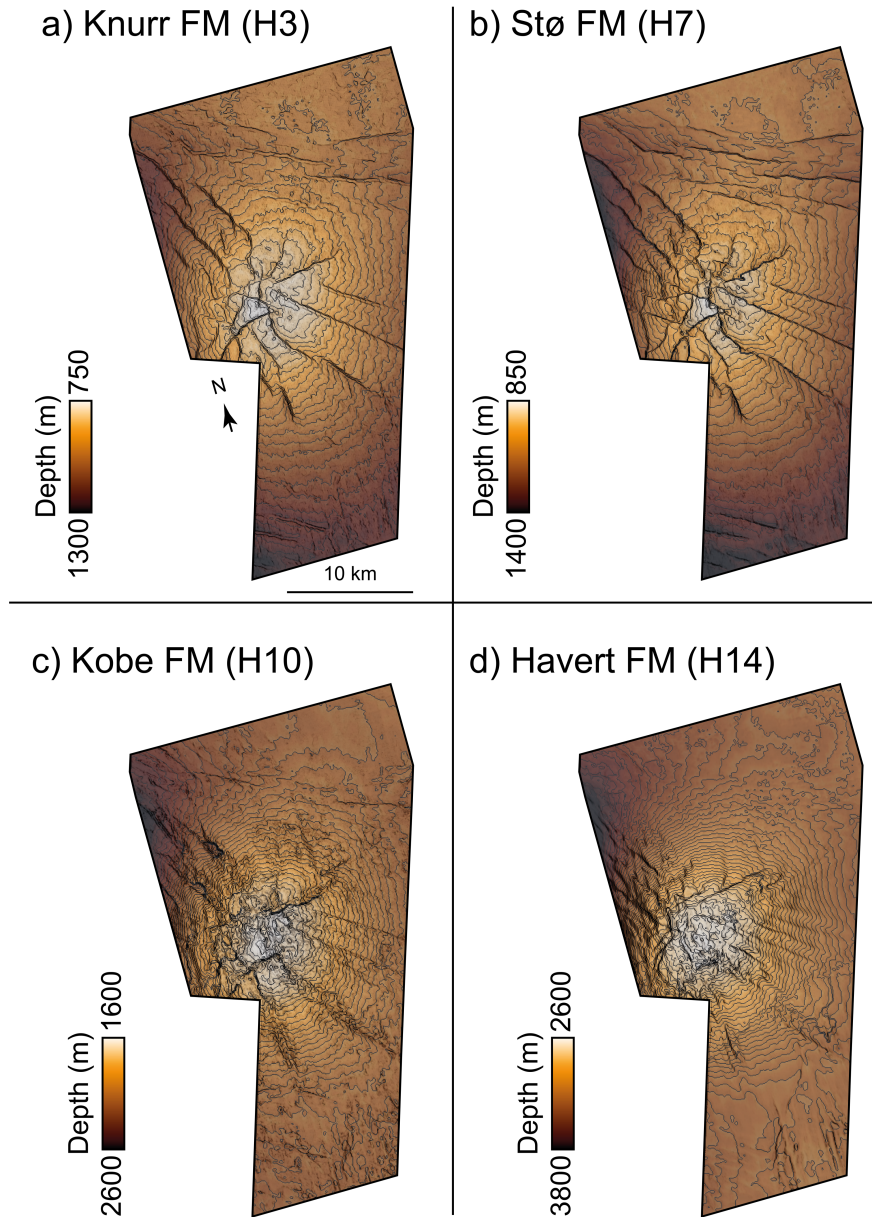 a) Knurr FM (H3)
b) Stø FM (H7)
N
Depth (m)
1300
750
10 km
Depth (m)
1400
850
c) Kobe FM (H10)
d) Havert FM (H14)
Depth (m)
2600
1600
Depth (m)
3800
2600